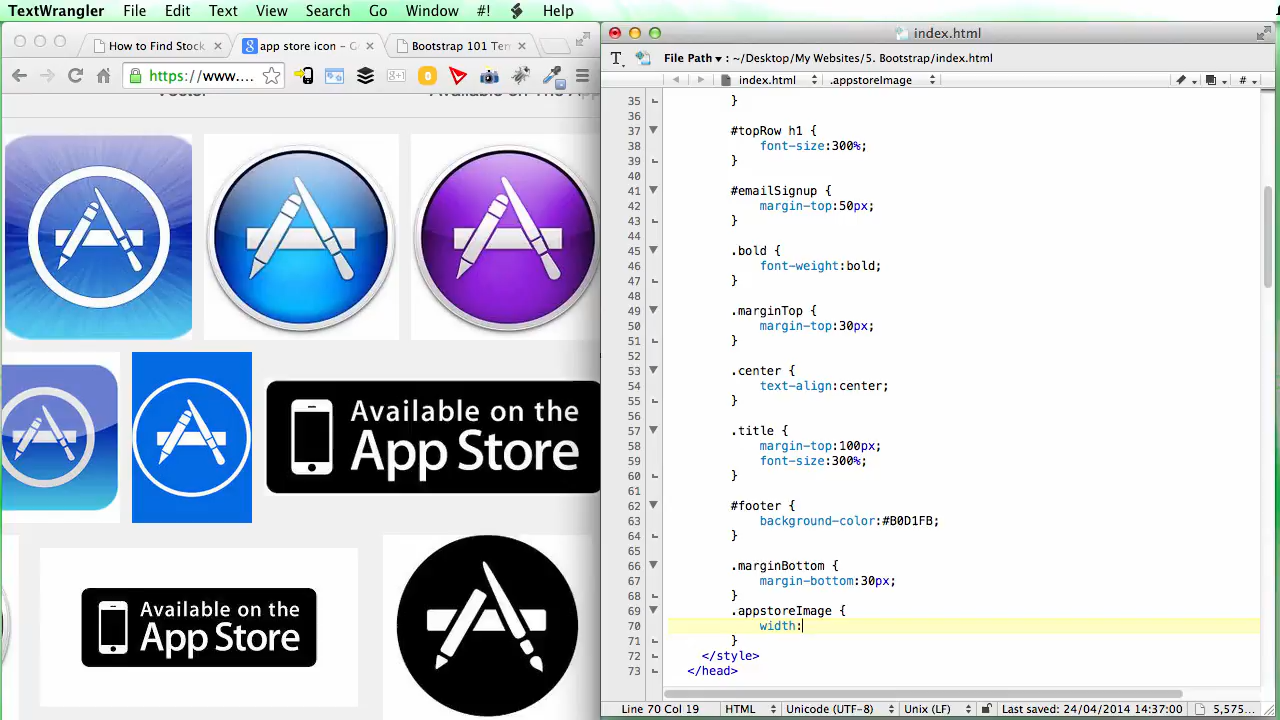 TextWrangler File Edit Text View Search Go Window #! Help
How to Find Stoc × app store icon – G × Bootstrap 101 Tem ×
https://www....
Available on the App
Available on the
App Store
Available on the
App Store
index.html
File Path ▾ : ~/Desktop/My Websites/5. Bootstrap/index.html
index.html .appstoreImage #
35 }
36
37 #topRow h1 {
38 font-size:300%;
39 }
40
41 #emailSignup {
42 margin-top:50px;
43 }
44
45 .bold {
46 font-weight:bold;
47 }
48
49 .marginTop {
50 margin-top:30px;
51 }
52
53 .center {
54 text-align:center;
55 }
56
57 .title {
58 margin-top:100px;
59 font-size:300%;
60 }
61
62 #footer {
63 background-color:#B0D1FB;
64 }
65
66 .marginBottom {
67 margin-bottom:30px;
68 }
69 .appstoreImage {
70 width:
71 }
72 </style>
73 </head>
Line 70 Col 19 HTML Unicode (UTF-8) Unix (LF) Last saved: 24/04/2014 14:37:00 5,575...